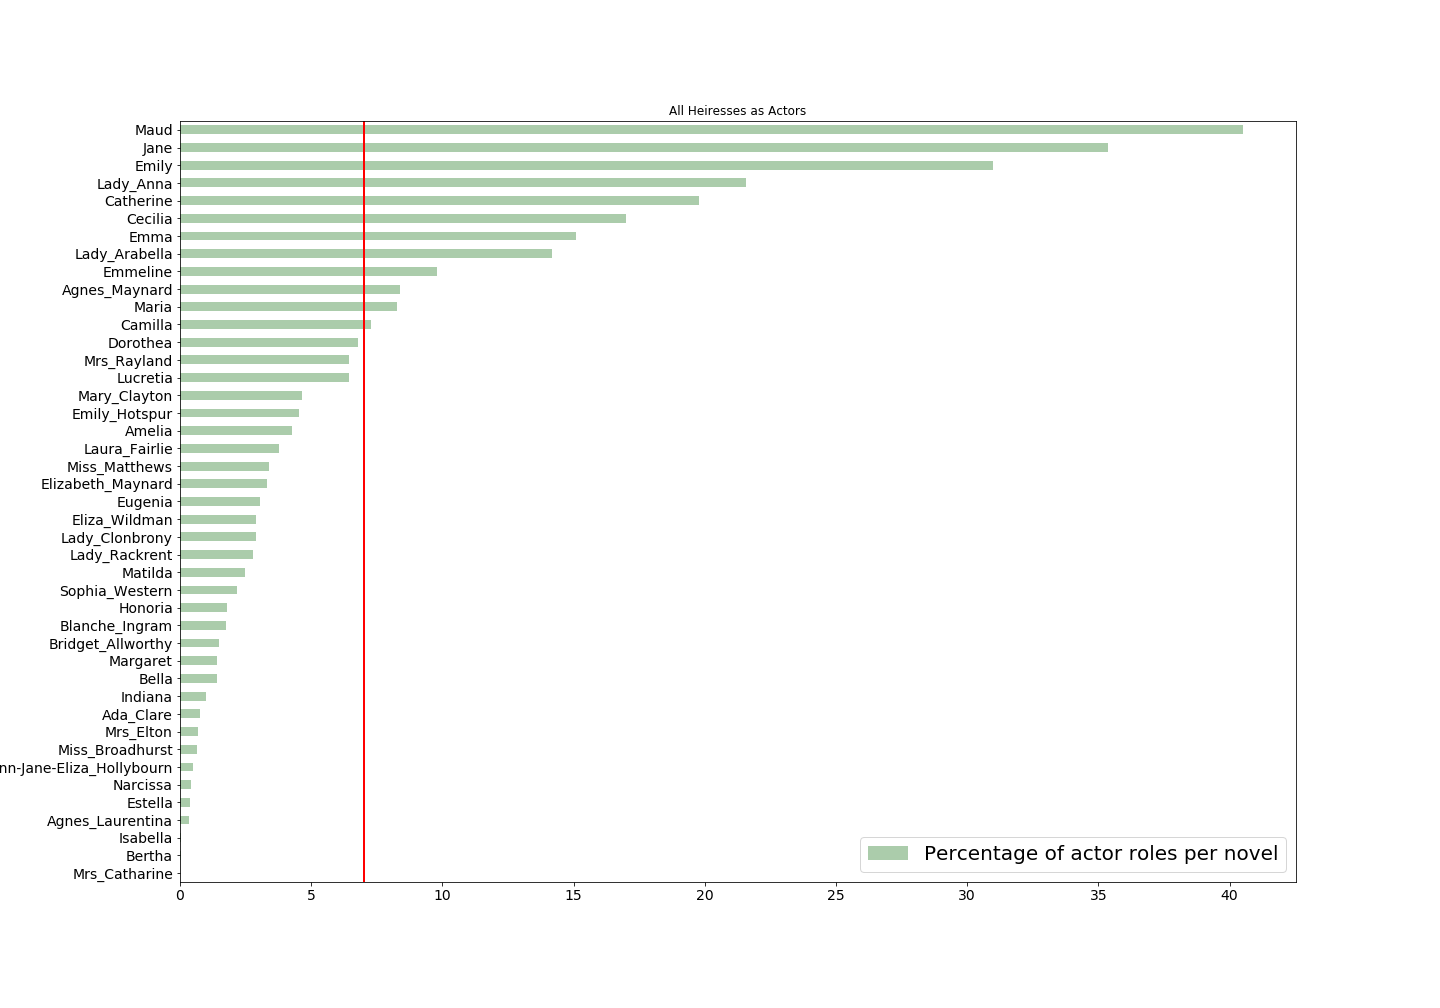 All Heiresses as Actors
Maud
Jane
Emily
Lady_Anna
Catherine
Cecilia
Emma
Lady_Arabella
Emmeline
Agnes_Maynard
Maria
Camilla
Dorothea
Mrs_Rayland
Lucretia
Mary_Clayton
Emily_Hotspur
Amelia
Laura_Fairlie
Miss_Matthews
Elizabeth_Maynard
Eugenia
Eliza_Wildman
Lady_Clonbrony
Lady_Rackrent
Matilda
Sophia_Western
Honoria
Blanche_Ingram
Bridget_Allworthy
Margaret
Bella
Indiana
Ada_Clare
Mrs_Elton
Miss_Broadhurst
nn-Jane-Eliza_Hollybourn
Narcissa
Estella
Agnes_Laurentina
Isabella
Bertha
Mrs_Catharine
Percentage of actor roles per novel
0 5 10 15 20 25 30 35 40